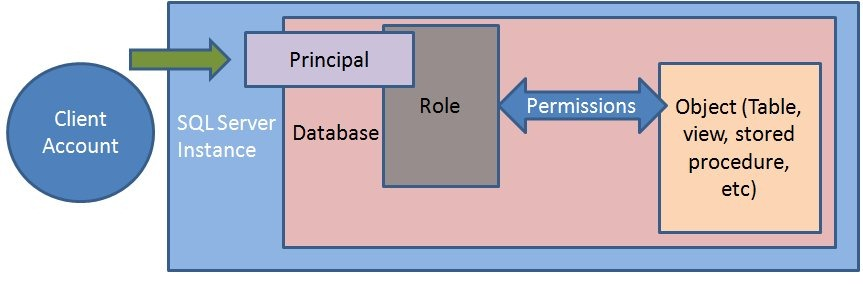 Client
Account
SQL Server
Instance
Principal
Database
Role
Permissions
Object (Table,
view, stored
procedure,
etc)